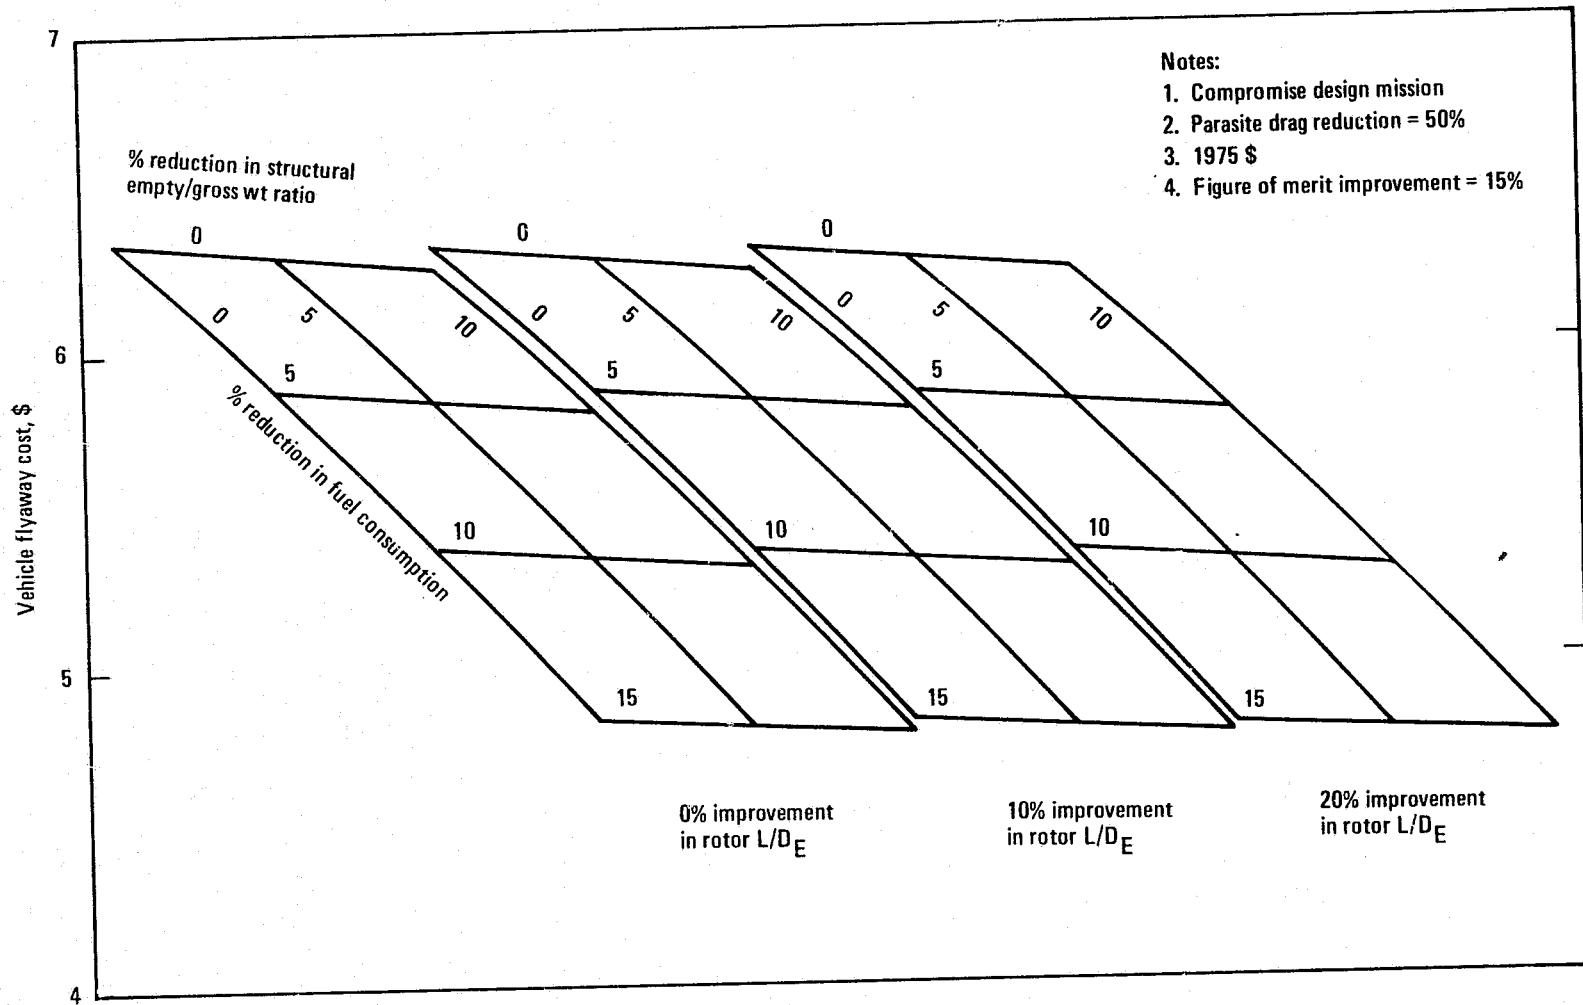 7
Notes:
1. Compromise design mission
2. Parasite drag reduction = 50%
3. 1975 $
4. Figure of merit improvement = 15%
% reduction in structural
empty/gross wt ratio
0
0
0
0
5
10
0
5
10
0
5
10
6
5
5
5
% reduction in fuel consumption
Vehicle flyaway cost, $
10
10
10
5
15
15
15
0% improvement
in rotor L/DE
10% improvement
in rotor L/DE
20% improvement
in rotor L/DE
4